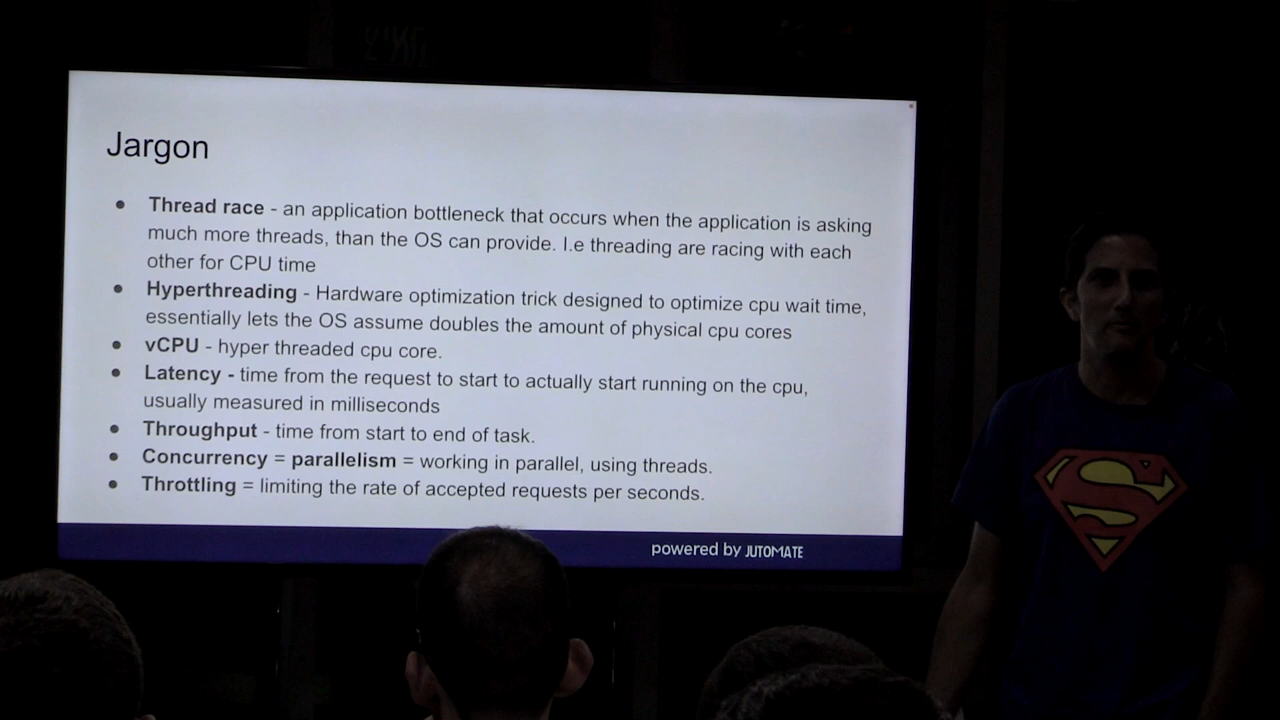 Jargon
● Thread race - an application bottleneck that occurs when the application is asking
much more threads, than the OS can provide. I.e threading are racing with each
other for CPU time
● Hyperthreading - Hardware optimization trick designed to optimize cpu wait time,
essentially lets the OS assume doubles the amount of physical cpu cores
● vCPU - hyper threaded cpu core.
● Latency - time from the request to start to actually start running on the cpu,
usually measured in milliseconds
● Throughput - time from start to end of task.
● Concurrency = parallelism = working in parallel, using threads.
● Throttling = limiting the rate of accepted requests per seconds.
powered by JUTOMATE
S